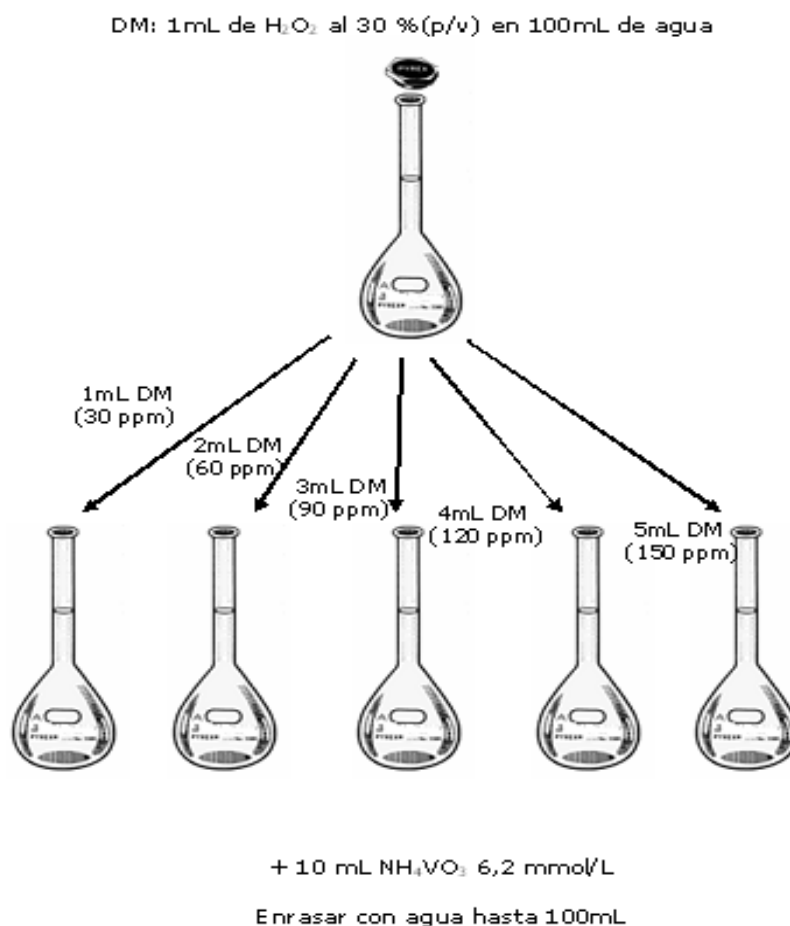 DM: 1mL de H₂O₂ al 30 %(p/v) en 100mL de agua
PYREX
A
1mL DM
(30 ppm)
2mL DM
(60 ppm)
3mL DM
(90 ppm)
4mL DM
(120 ppm)
5mL DM
(150 ppm)
A
A
A
A
A
+ 10 mL NH₄VO₃ 6,2 mmol/L
Enrasar con agua hasta 100mL